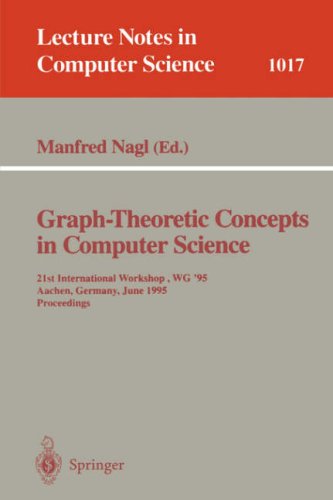 Lecture Notes in
Computer Science 1017
Manfred Nagl (Ed.)
Graph-Theoretic Concepts
in Computer Science
21st International Workshop , WG '95
Aachen, Germany, June 1995
Proceedings
Springer